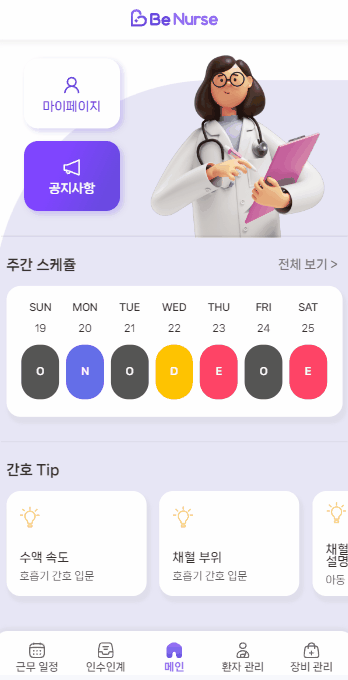 Be Nurse
마이페이지
공지사항
주간 스케쥴 전체 보기 >
SUN MON TUE WED THU FRI SAT
19 20 21 22 23 24 25
O N O D E O E
간호 Tip
수액 속도 채혈 부위 채혈
설명
호흡기 간호 입문 호흡기 간호 입문 아동
근무 일정 인수인계 메인 환자 관리 장비 관리